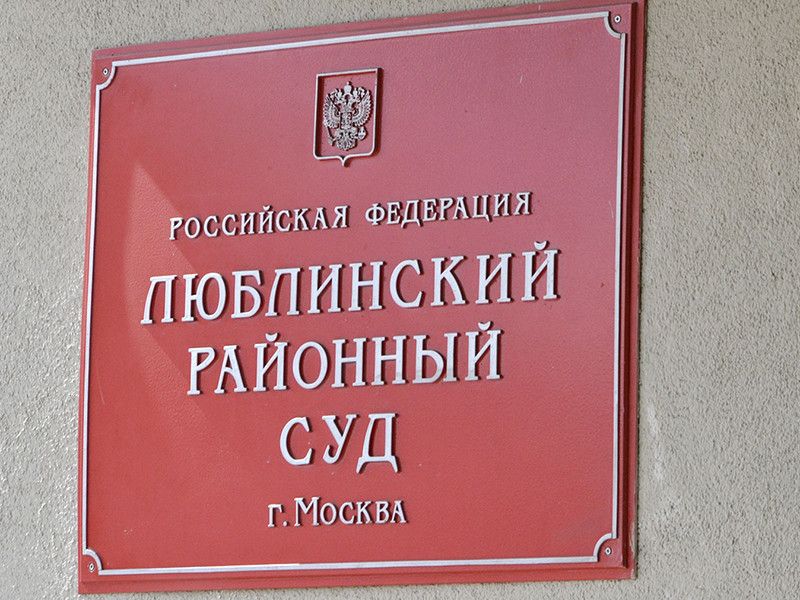 РОССИЙСКАЯ ФЕДЕРАЦИЯ
ЛЮБЛИНСКИЙ
РАЙОННЫЙ
СУД
г. МОСКВА